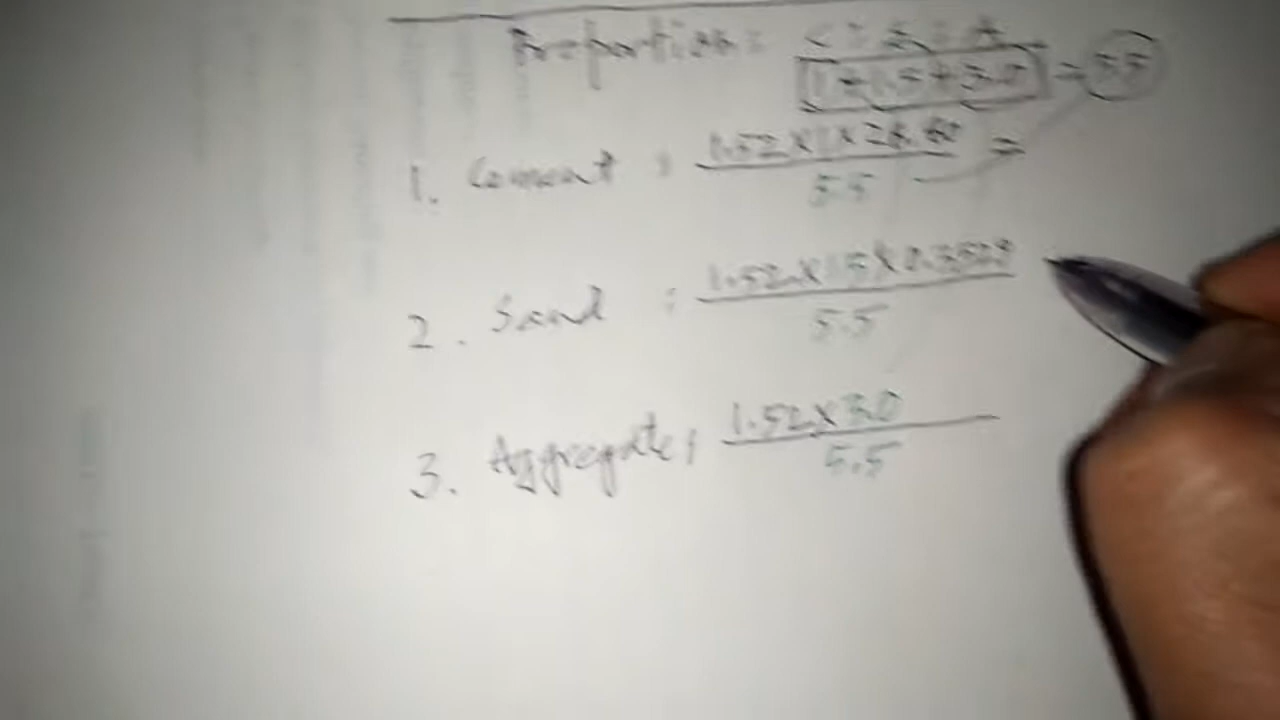 Proportion: C : S : A
1 + 1.5 + 3.0 = 5.5
1. Cement : 1.52 X 1 X 28.80 =
5.5
2. Sand : 1.52 X 1.5 X
5.5
3. Aggregate : 1.52 X 3.0
5.5